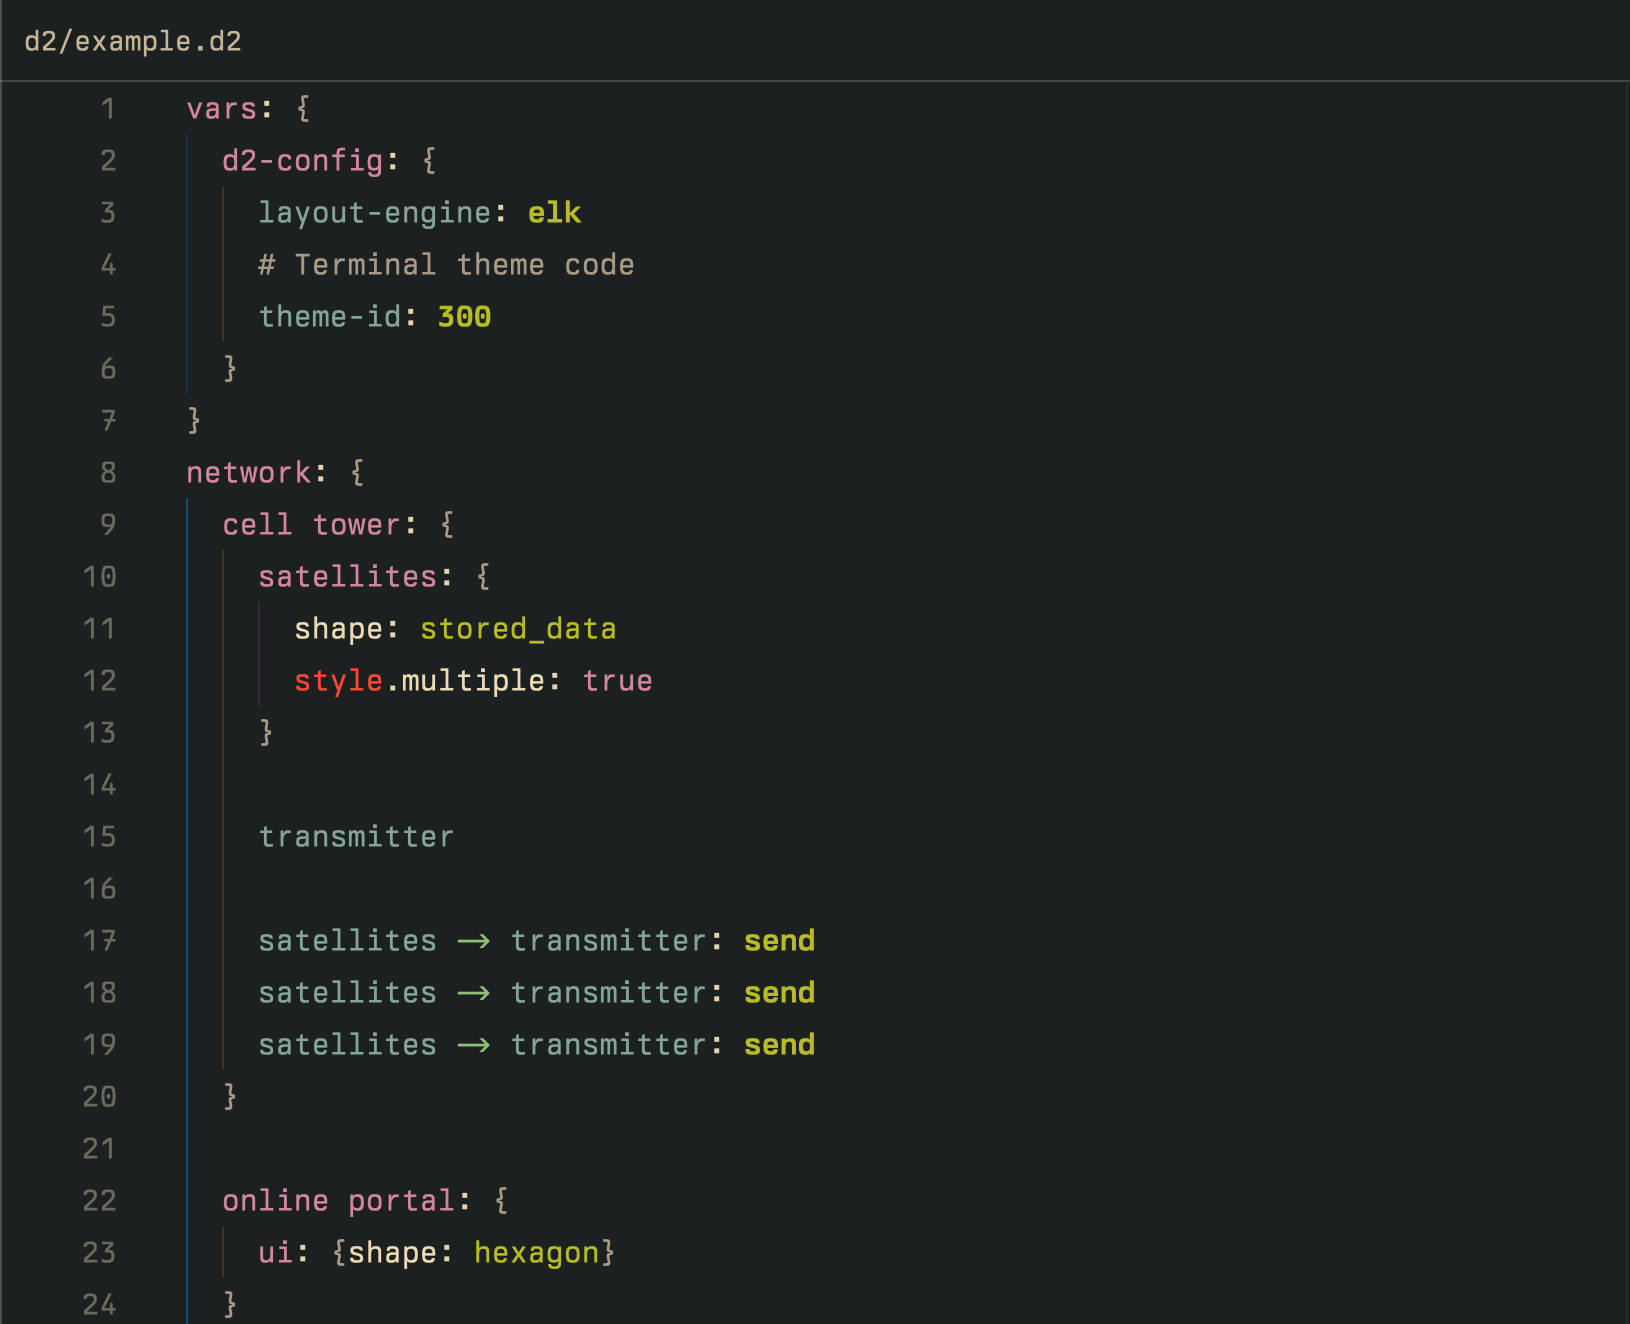 d2/example.d2
1 vars: {
2   d2-config: {
3     layout-engine: elk
4     # Terminal theme code
5     theme-id: 300
6   }
7 }
8 network: {
9   cell tower: {
10     satellites: {
11       shape: stored_data
12       style.multiple: true
13     }
14
15     transmitter
16
17     satellites -> transmitter: send
18     satellites -> transmitter: send
19     satellites -> transmitter: send
20   }
21
22   online portal: {
23     ui: {shape: hexagon}
24   }